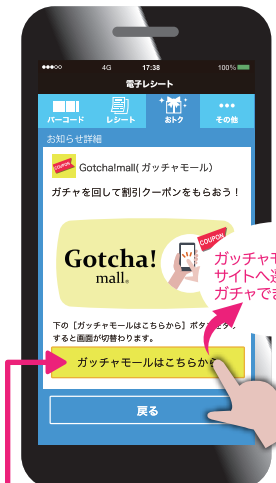 4G 17:38 100%
電子レシート
バーコード レシート おトク その他
お知らせ詳細
COUPON Gotcha!mall( ガッチャモール)
ガチャを回して割引クーポンをもらおう！
COUPON
Gotcha!
mall®
ガッチャモ
サイトへ遷
ガチャでき
下の［ガッチャモールはこちらから］ボタ
すると画面が切替わります。
ガッチャモールはこちらか
戻る